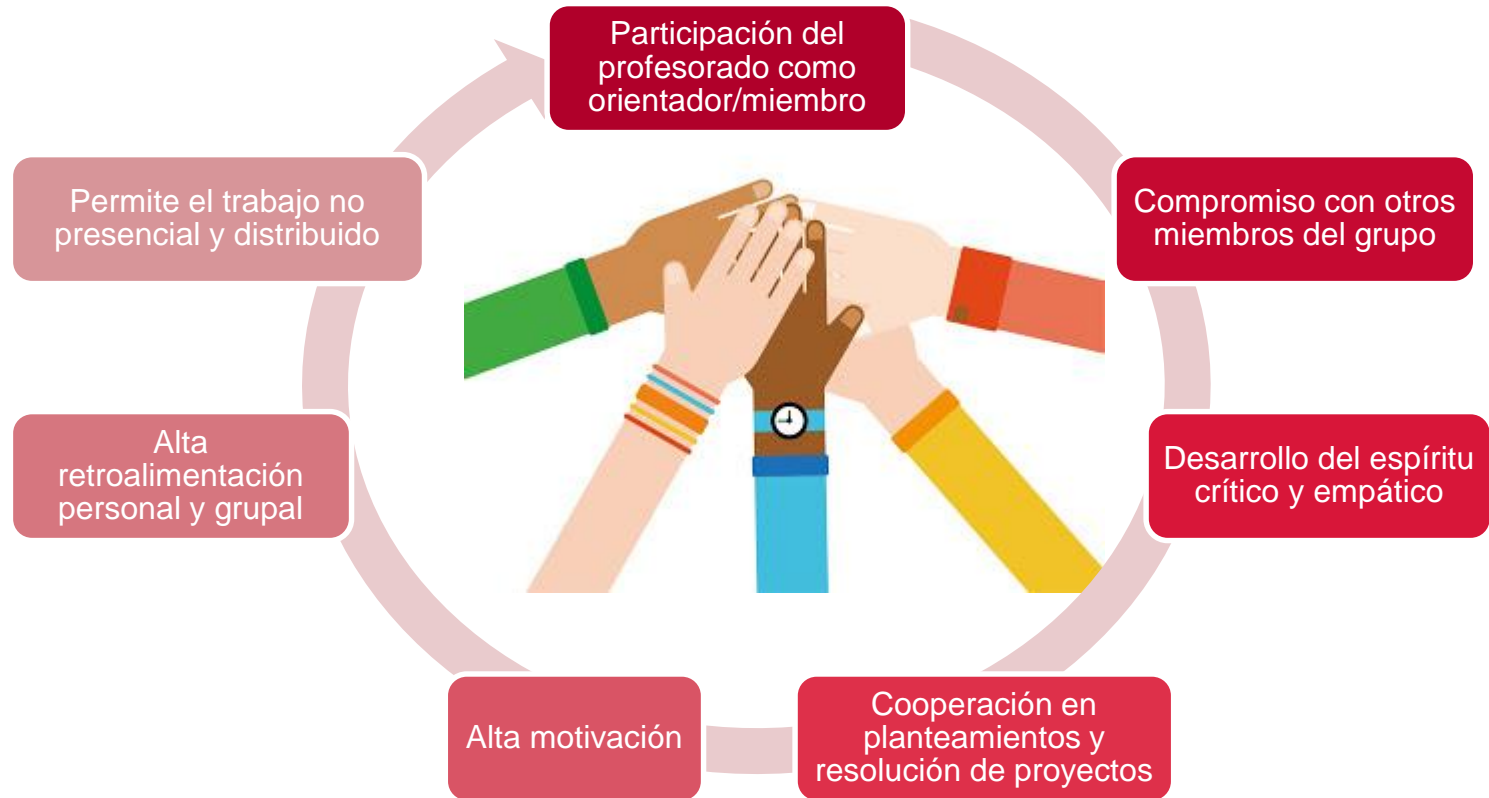 Participación del
profesorado como
orientador/miembro
Compromiso con otros
miembros del grupo
Desarrollo del espíritu
crítico y empático
Cooperación en
planteamientos y
resolución de proyectos
Alta motivación
Alta
retroalimentación
personal y grupal
Permite el trabajo no
presencial y distribuido